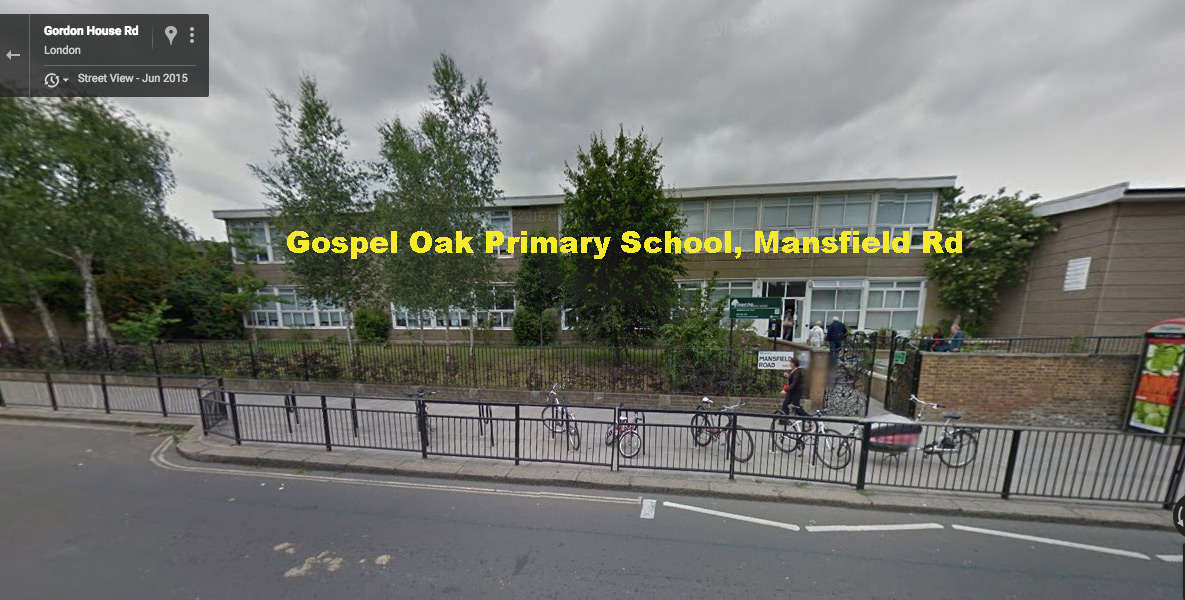 Gordon House Rd
London
Street View - Jun 2015
Gospel Oak Primary School, Mansfield Rd
MANSFIELD
ROAD